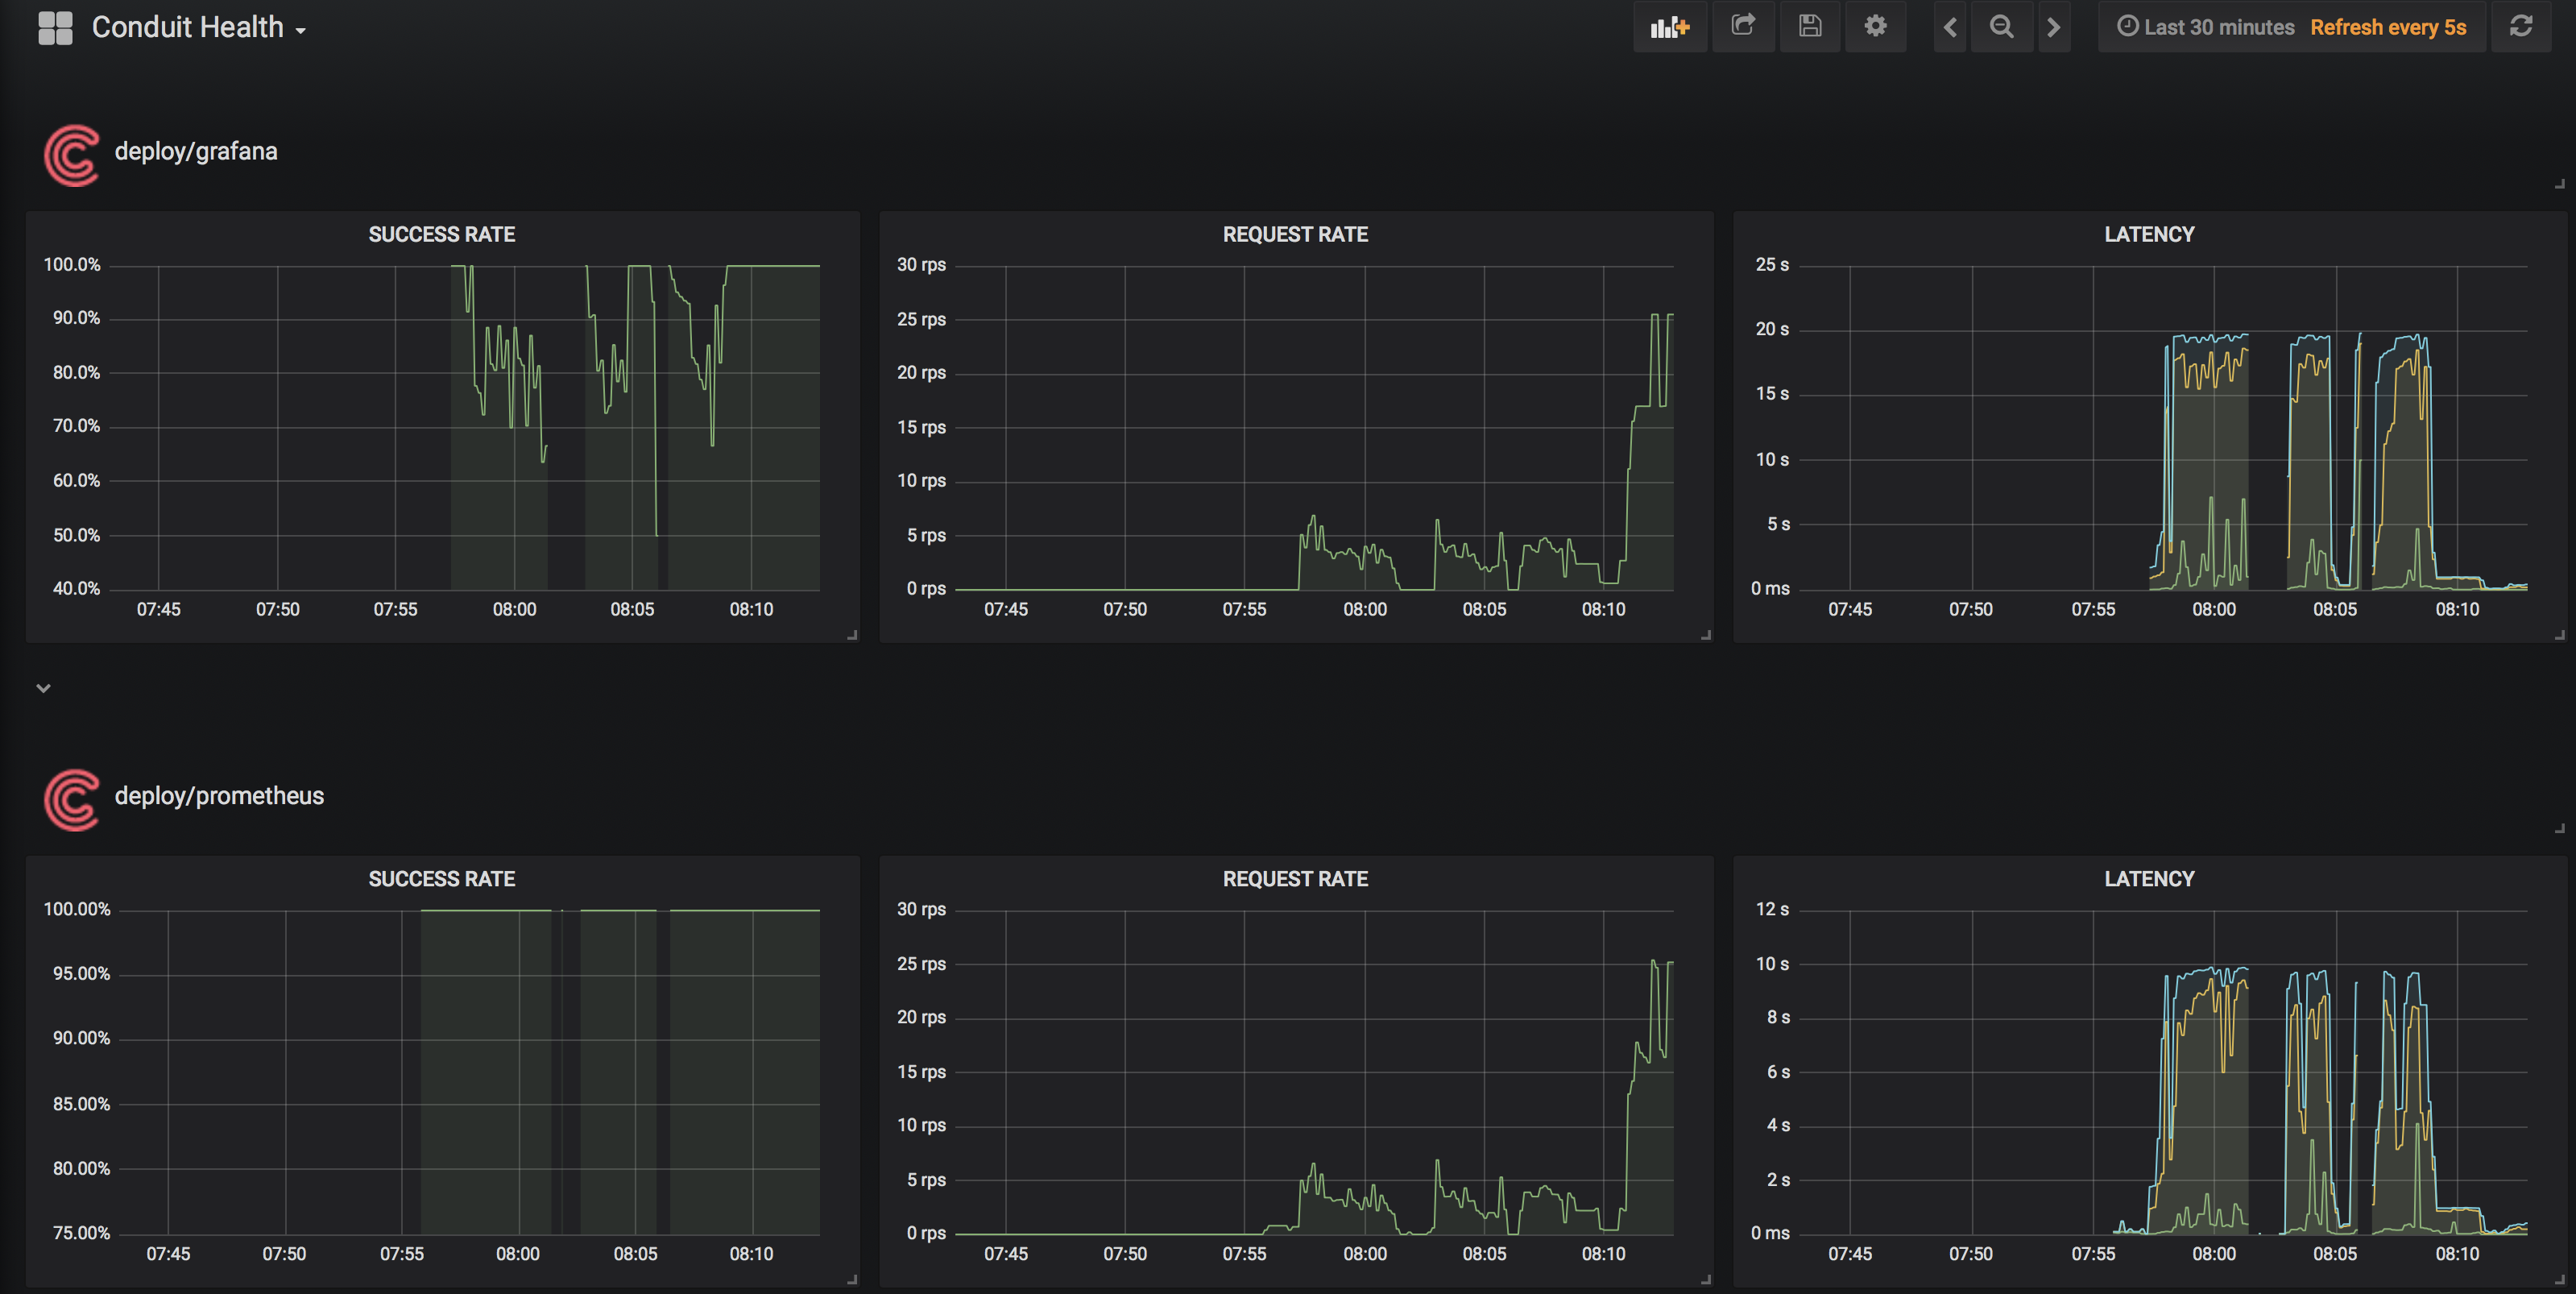 Conduit Health
Last 30 minutes Refresh every 5s
deploy/grafana
SUCCESS RATE
100.0%
90.0%
80.0%
70.0%
60.0%
50.0%
40.0%
07:45 07:50 07:55 08:00 08:05 08:10
REQUEST RATE
30 rps
25 rps
20 rps
15 rps
10 rps
5 rps
0 rps
07:45 07:50 07:55 08:00 08:05 08:10
LATENCY
25 s
20 s
15 s
10 s
5 s
0 ms
07:45 07:50 07:55 08:00 08:05 08:10
deploy/prometheus
SUCCESS RATE
100.00%
95.00%
90.00%
85.00%
80.00%
75.00%
07:45 07:50 07:55 08:00 08:05 08:10
REQUEST RATE
30 rps
25 rps
20 rps
15 rps
10 rps
5 rps
0 rps
07:45 07:50 07:55 08:00 08:05 08:10
LATENCY
12 s
10 s
8 s
6 s
4 s
2 s
0 ms
07:45 07:50 07:55 08:00 08:05 08:10